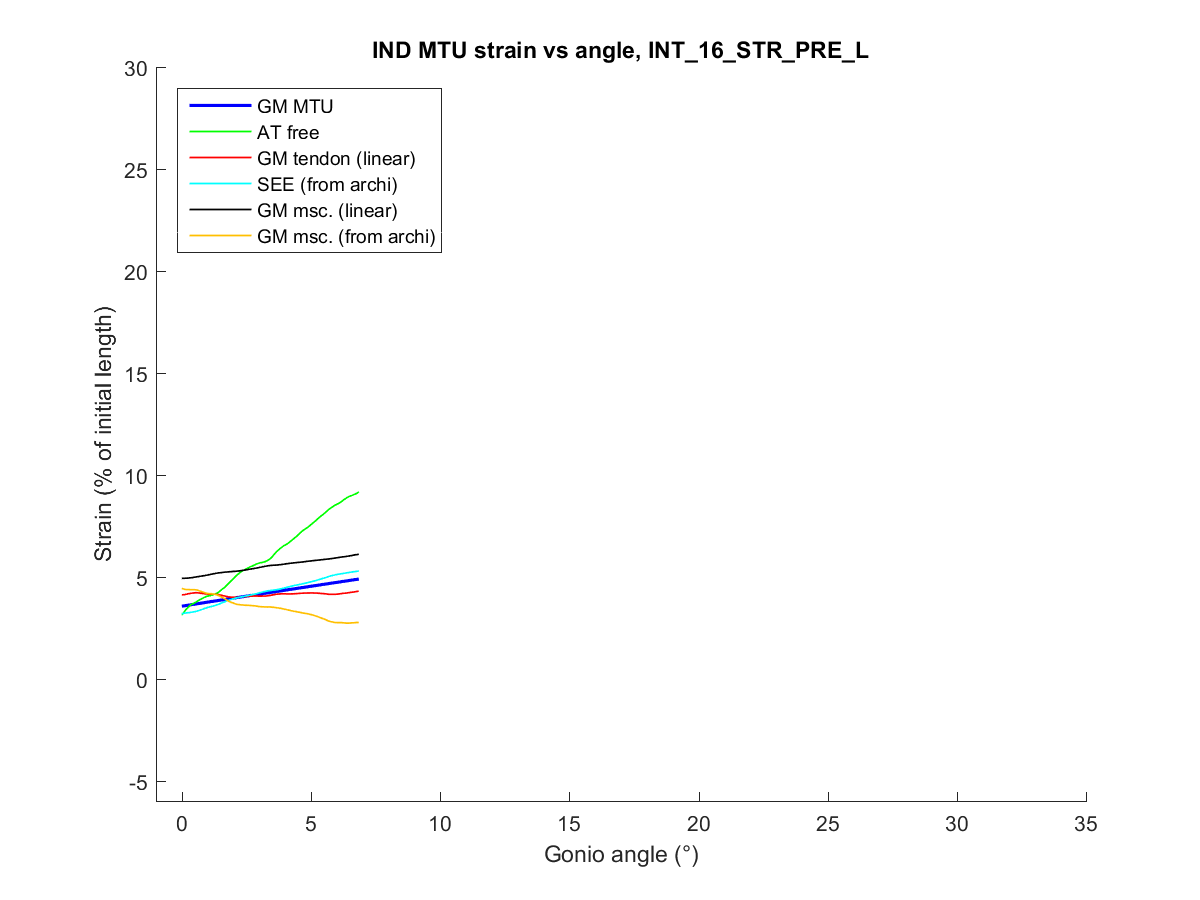 IND MTU strain vs angle, INT_16_STR_PRE_L
30
25
20
15
10
5
0
-5
Strain (% of initial length)
GM MTU
AT free
GM tendon (linear)
SEE (from archi)
GM msc. (linear)
GM msc. (from archi)
0 5 10 15 20 25 30 35
Gonio angle (°)